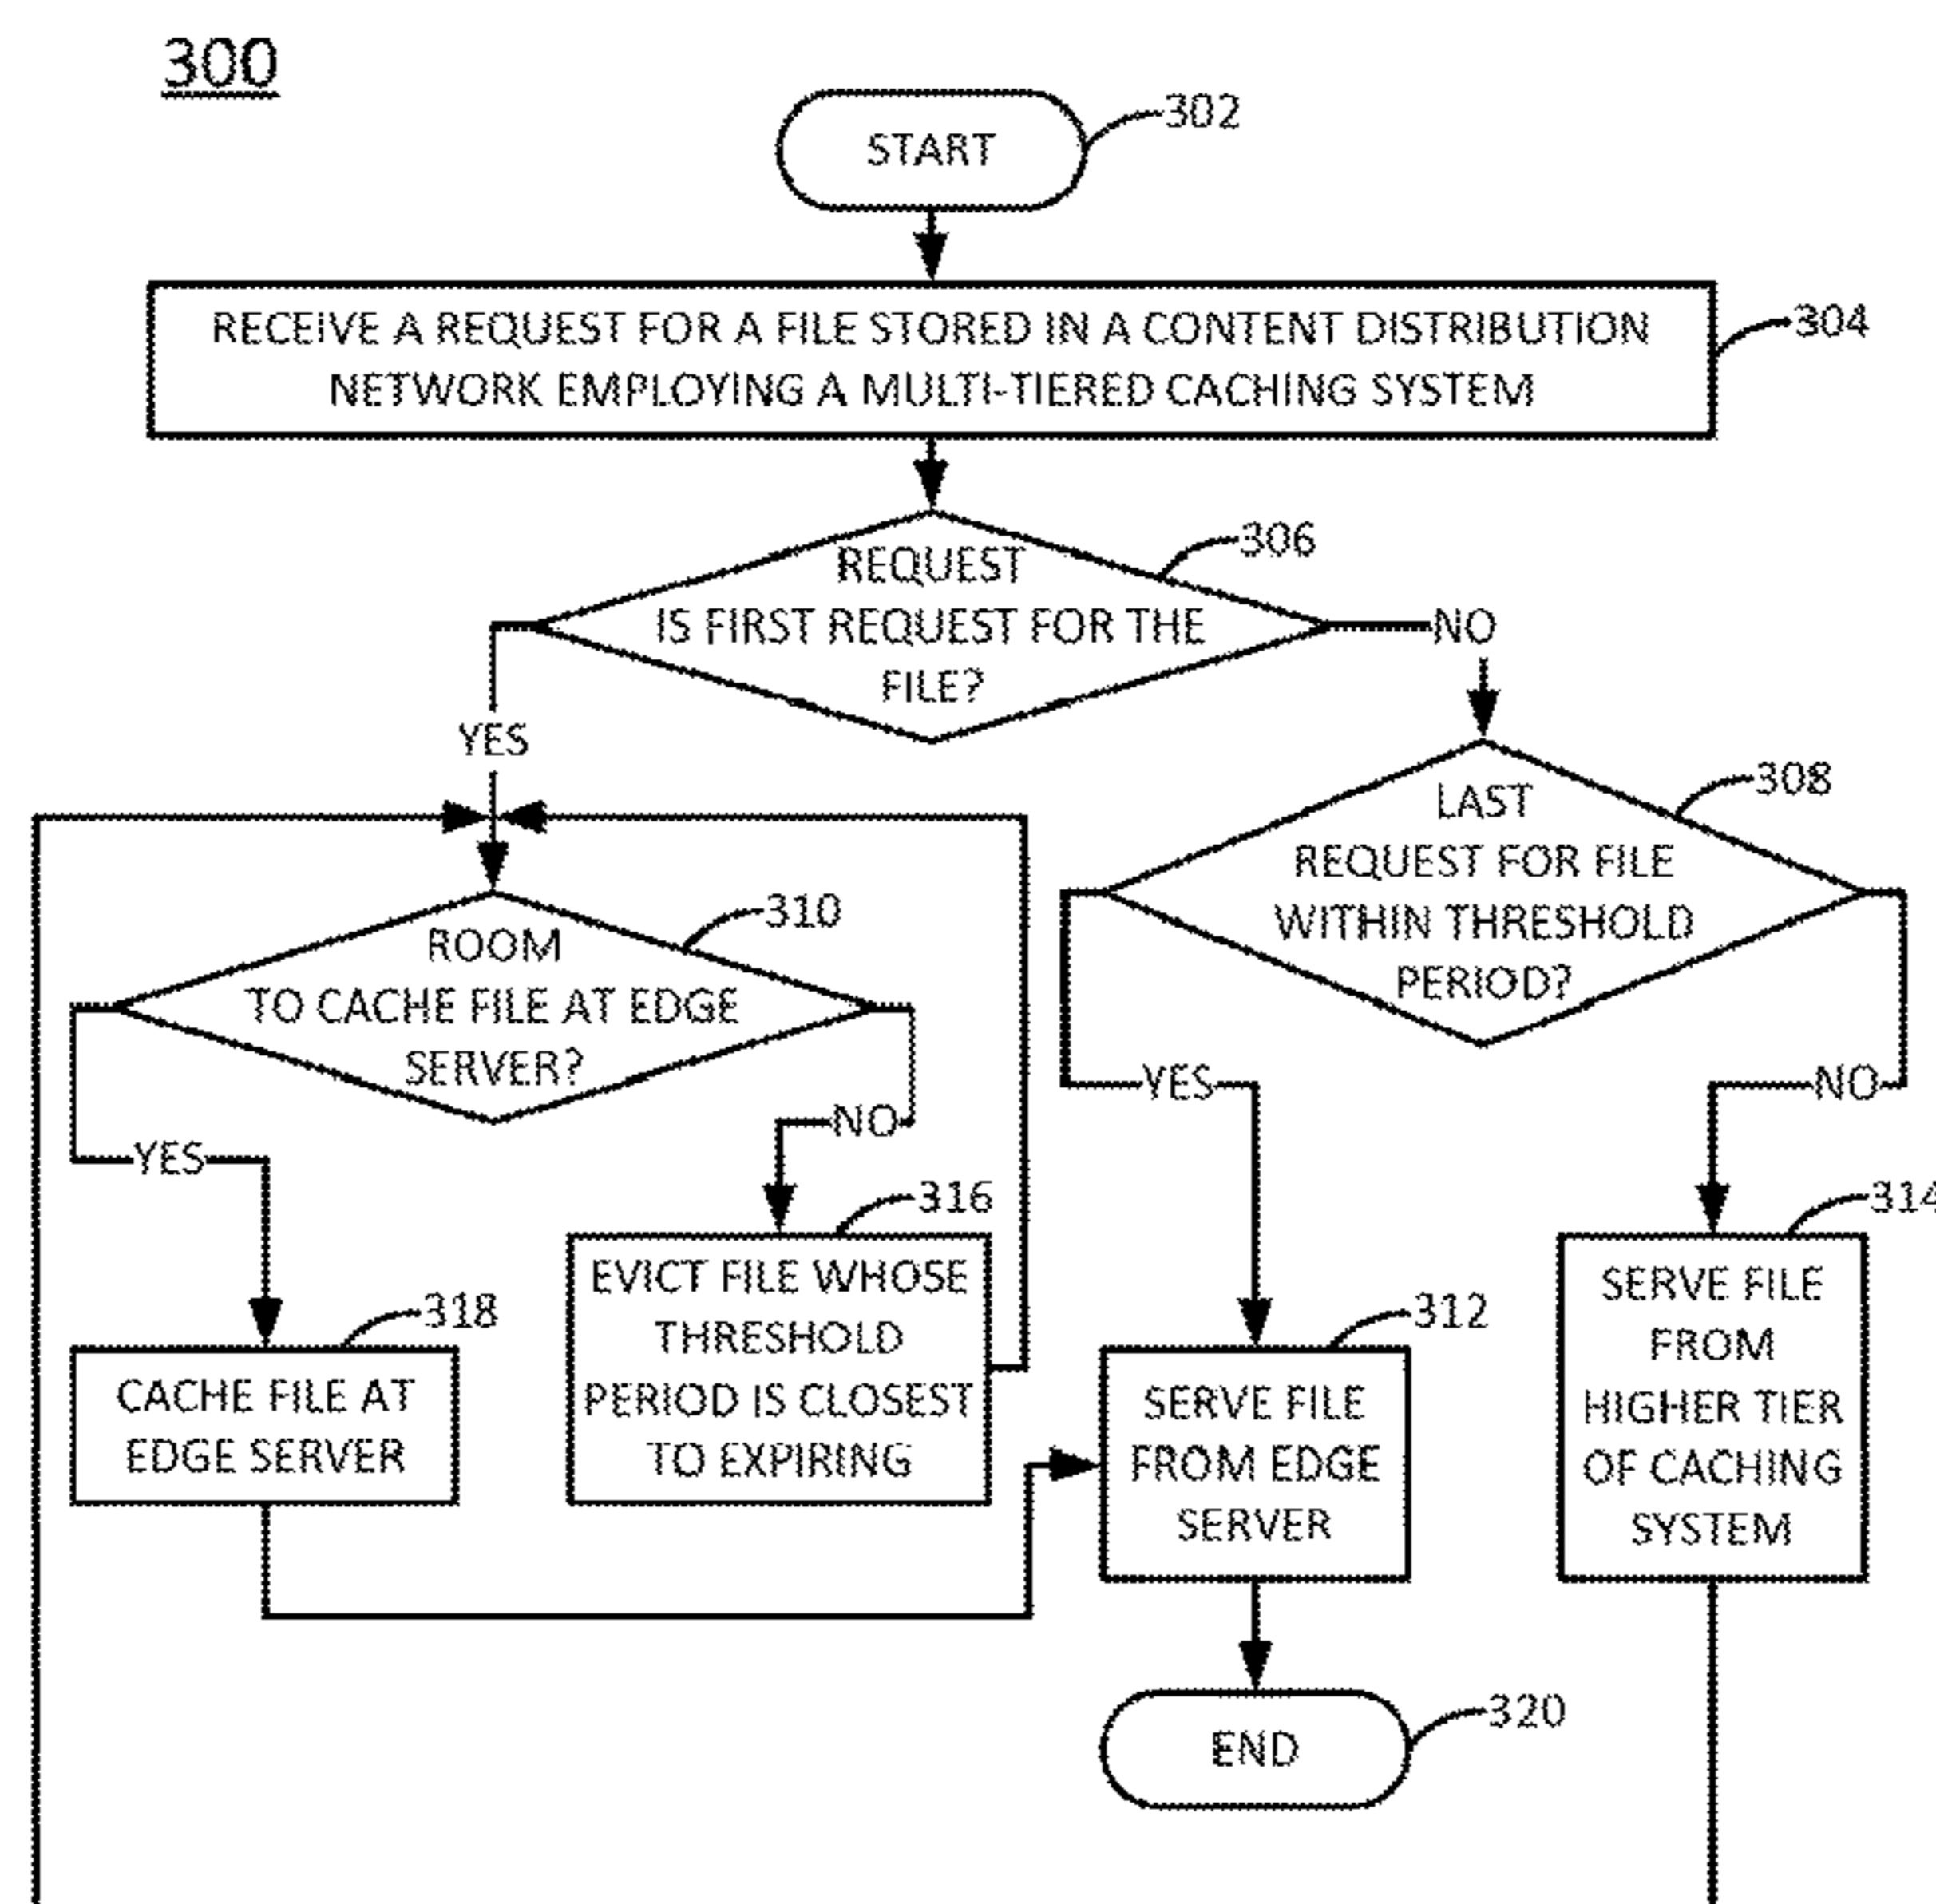 300
START
302
RECEIVE A REQUEST FOR A FILE STORED IN A CONTENT DISTRIBUTION
NETWORK EMPLOYING A MULTI-TIERED CACHING SYSTEM
304
REQUEST
IS FIRST REQUEST FOR THE
FILE?
306
YES
NO
LAST
REQUEST FOR FILE
WITHIN THRESHOLD
PERIOD?
308
ROOM
TO CACHE FILE AT EDGE
SERVER?
310
YES
NO
YES
NO
EVICT FILE WHOSE
THRESHOLD
PERIOD IS CLOSEST
TO EXPIRING
316
CACHE FILE AT
EDGE SERVER
318
SERVE FILE
FROM EDGE
SERVER
312
SERVE FILE
FROM
HIGHER TIER
OF CACHING
SYSTEM
314
END
320